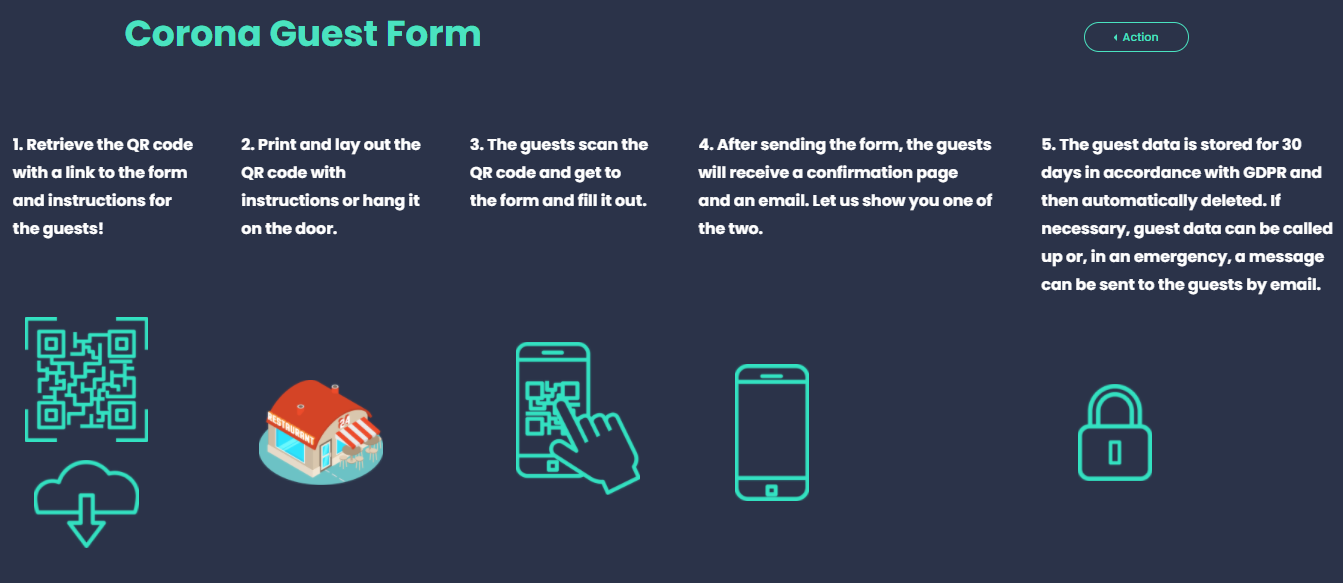 Corona Guest Form
Action
1. Retrieve the QR code
with a link to the form
and instructions for
the guests!
2. Print and lay out the
QR code with
instructions or hang it
on the door.
3. The guests scan the
QR code and get to
the form and fill it out.
4. After sending the form, the guests
will receive a confirmation page
and an email. Let us show you one of
the two.
5. The guest data is stored for 30
days in accordance with GDPR and
then automatically deleted. If
necessary, guest data can be called
up or, in an emergency, a message
can be sent to the guests by email.
RESTAURANT
24